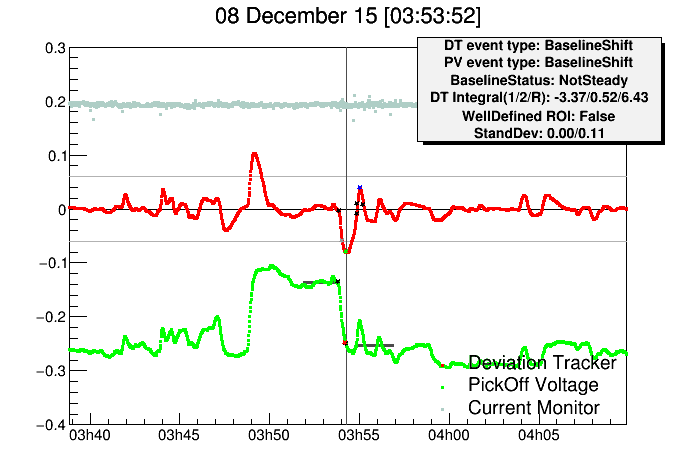 08 December 15 [03:53:52]
DT event type: BaselineShift
PV event type: BaselineShift
BaselineStatus: NotSteady
DT Integral(1/2/R): -3.37/0.52/6.43
WellDefined ROI: False
StandDev: 0.00/0.11
0.3
0.2
0.1
0
−0.1
−0.2
−0.3
−0.4
Deviation Tracker
PickOff Voltage
Current Monitor
03h40 03h45 03h50 03h55 04h00 04h05